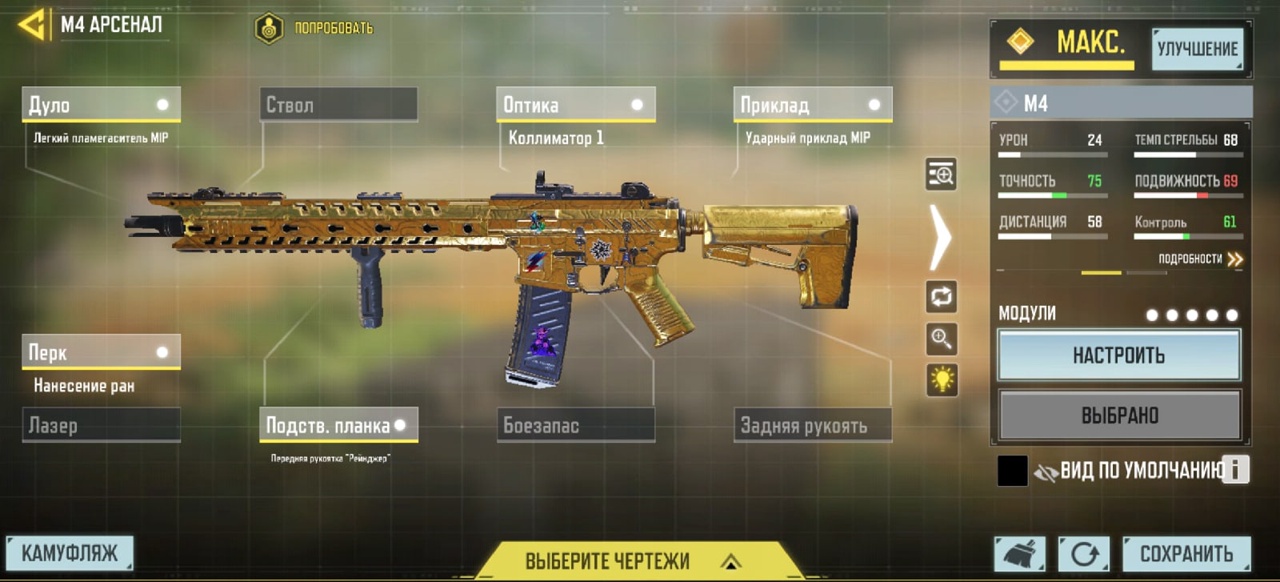 М4 АРСЕНАЛ
ПОПРОБОВАТЬ
МАКС.
УЛУЧШЕНИЕ
Дуло
Легкий пламегаситель MIP
Ствол
Оптика
Коллиматор 1
Приклад
Ударный приклад MIP
М4
УРОН 24
ТЕМП СТРЕЛЬБЫ 68
ТОЧНОСТЬ 75
ПОДВИЖНОСТЬ 69
ДИСТАНЦИЯ 58
Контроль 61
ПОДРОБНОСТИ
МОДУЛИ
НАСТРОИТЬ
ВЫБРАНО
Перк
Нанесение ран
Лазер
Подств. планка
Передняя рукоятка "Рейнджер"
Боезапас
Задняя рукоять
ВИД ПО УМОЛЧАНИЮ
КАМУФЛЯЖ
ВЫБЕРИТЕ ЧЕРТЕЖИ
СОХРАНИТЬ